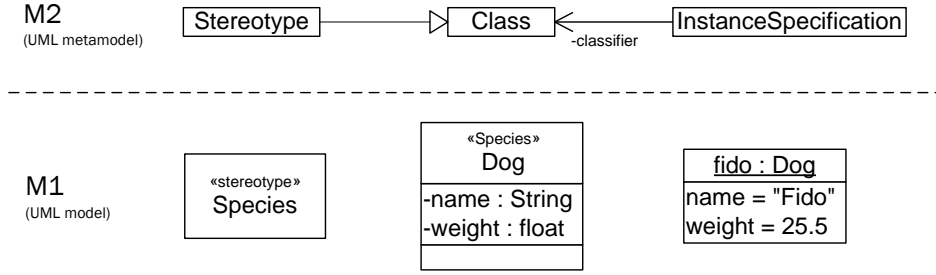 M2
(UML metamodel)
Stereotype
Class
-classifier
InstanceSpecification
M1
(UML model)
«stereotype»
Species
«Species»
Dog
-name : String
-weight : float
fido : Dog
name = "Fido"
weight = 25.5